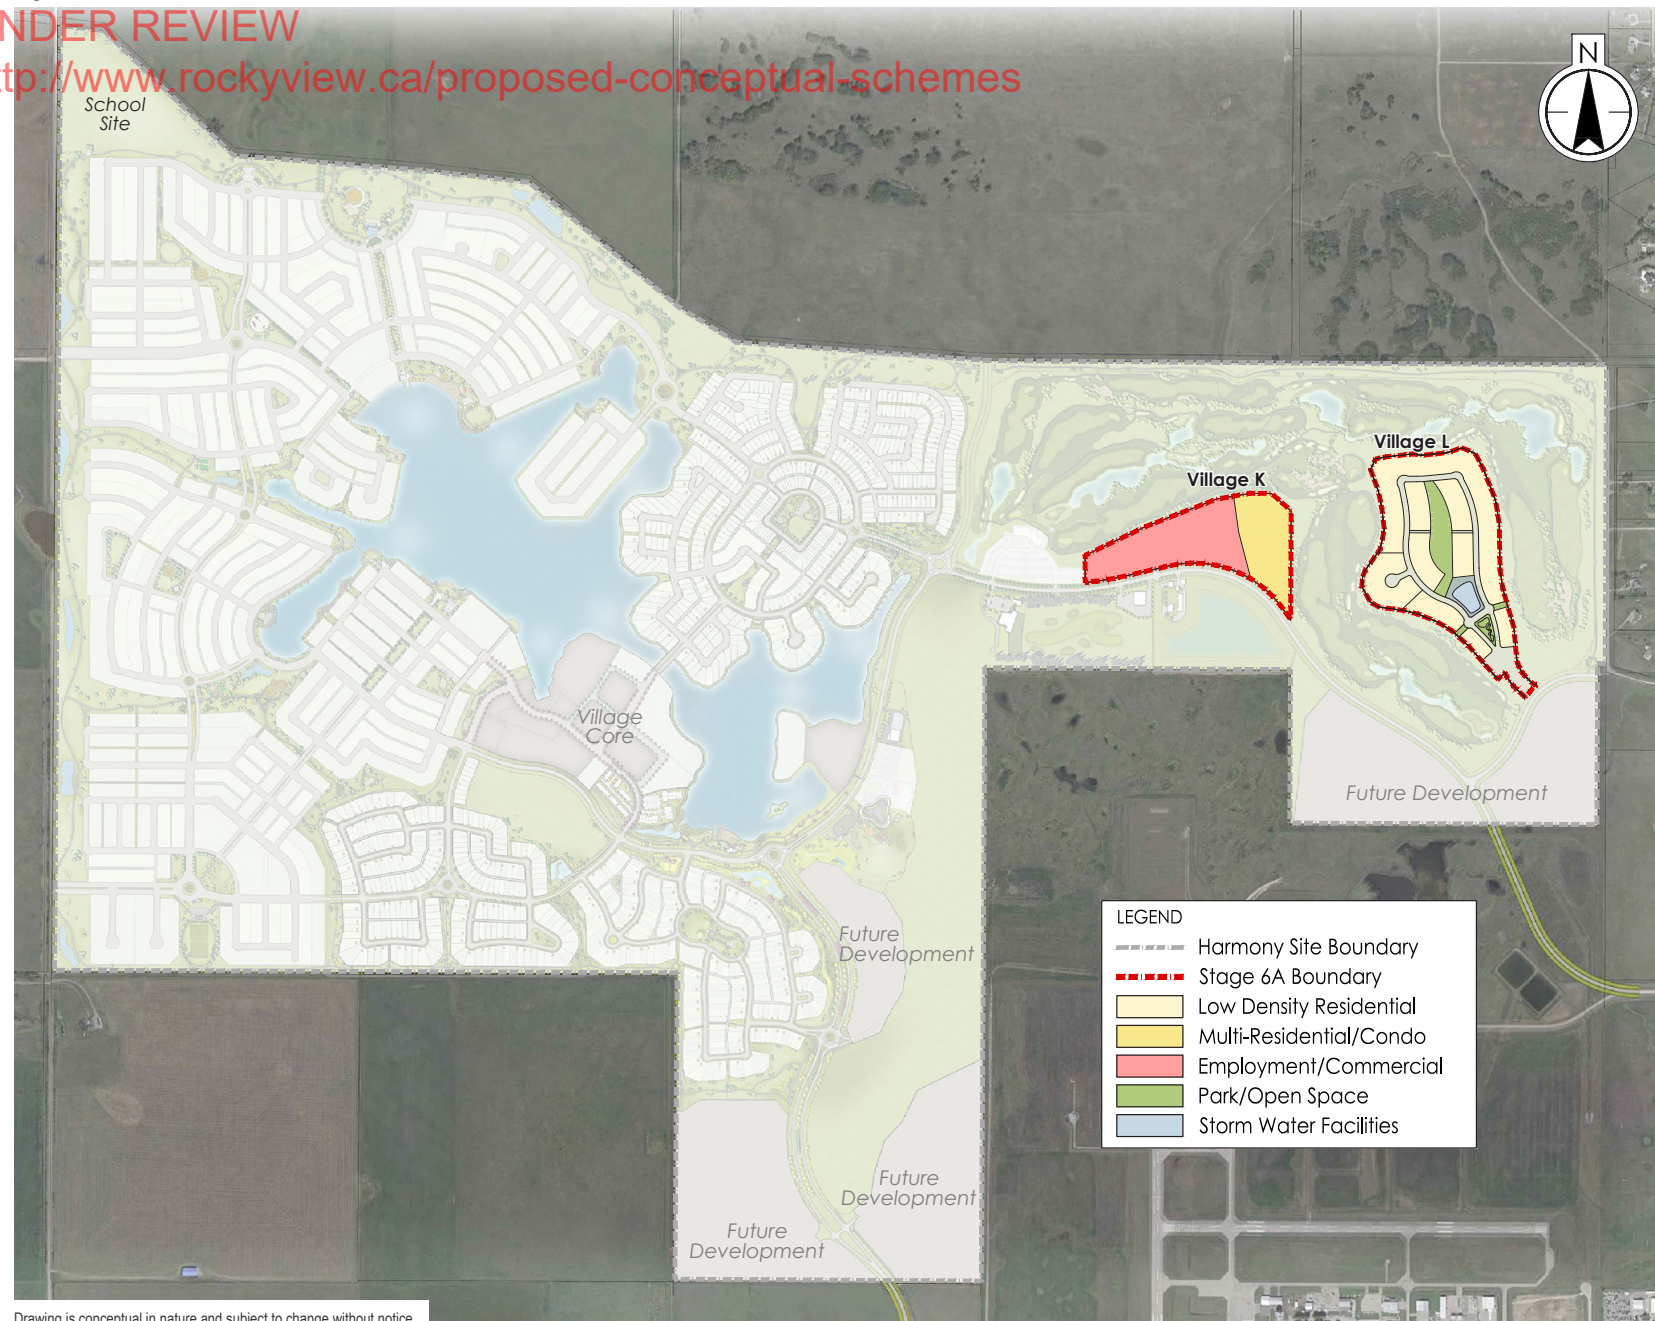 NDER REVIEW
tp://www.rockyview.ca/proposed-conceptual-schemes
N
School
Site
Village L
Village K
Village
Core
Future Development
Future
Development
Future
Development
Future
Development
LEGEND
Harmony Site Boundary
Stage 6A Boundary
Low Density Residential
Multi-Residential/Condo
Employment/Commercial
Park/Open Space
Storm Water Facilities
Drawing is conceptual in nature and subject to change without notice